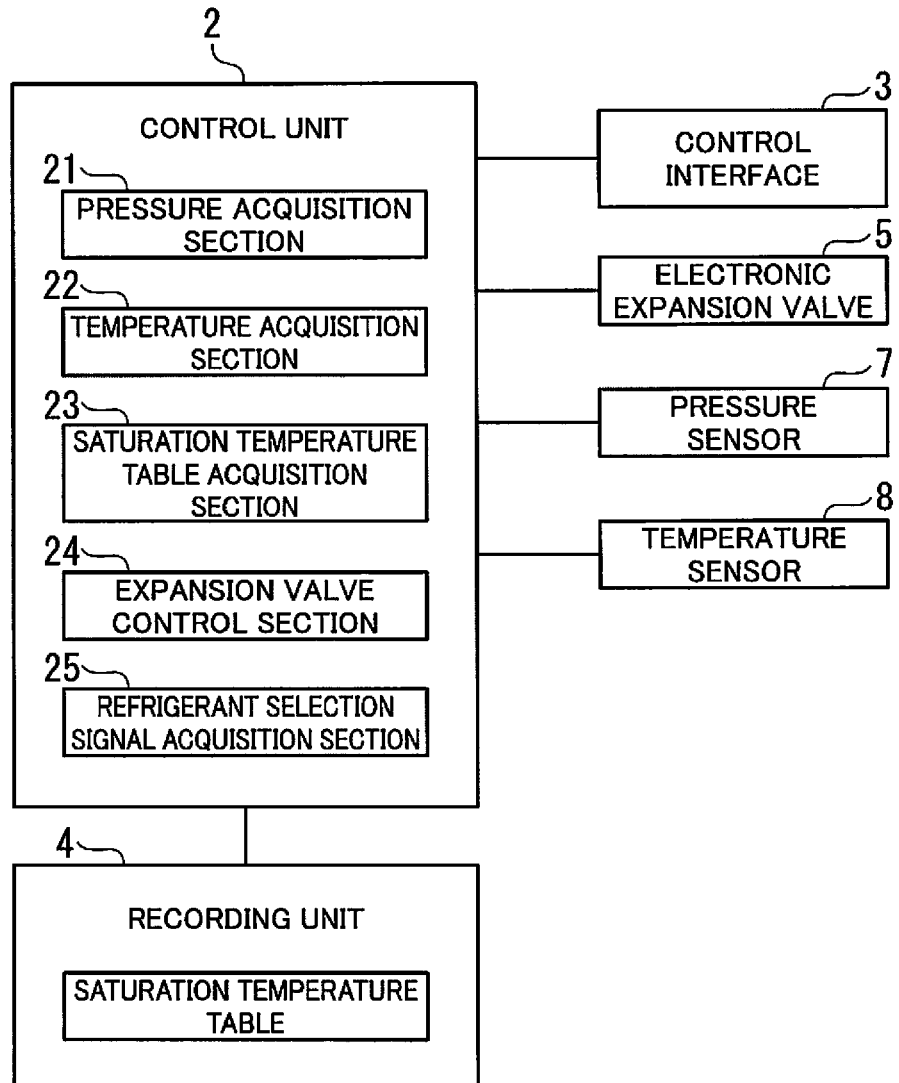 2
CONTROL UNIT
21
PRESSURE ACQUISITION
SECTION
22
TEMPERATURE ACQUISITION
SECTION
23
SATURATION TEMPERATURE
TABLE ACQUISITION
SECTION
24
EXPANSION VALVE
CONTROL SECTION
25
REFRIGERANT SELECTION
SIGNAL ACQUISITION SECTION
3
CONTROL
INTERFACE
5
ELECTRONIC
EXPANSION VALVE
7
PRESSURE
SENSOR
8
TEMPERATURE
SENSOR
4
RECORDING UNIT
SATURATION TEMPERATURE
TABLE